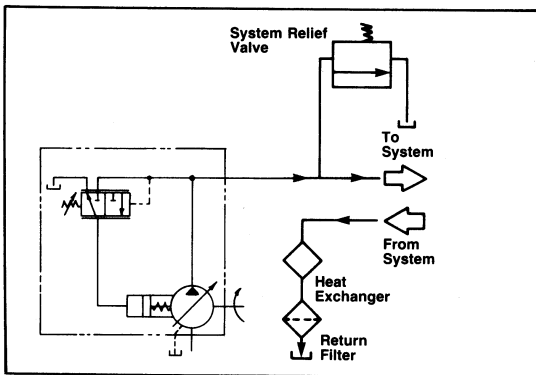 System Relief
Valve
To
System
From
System
Heat
Exchanger
Return
Filter